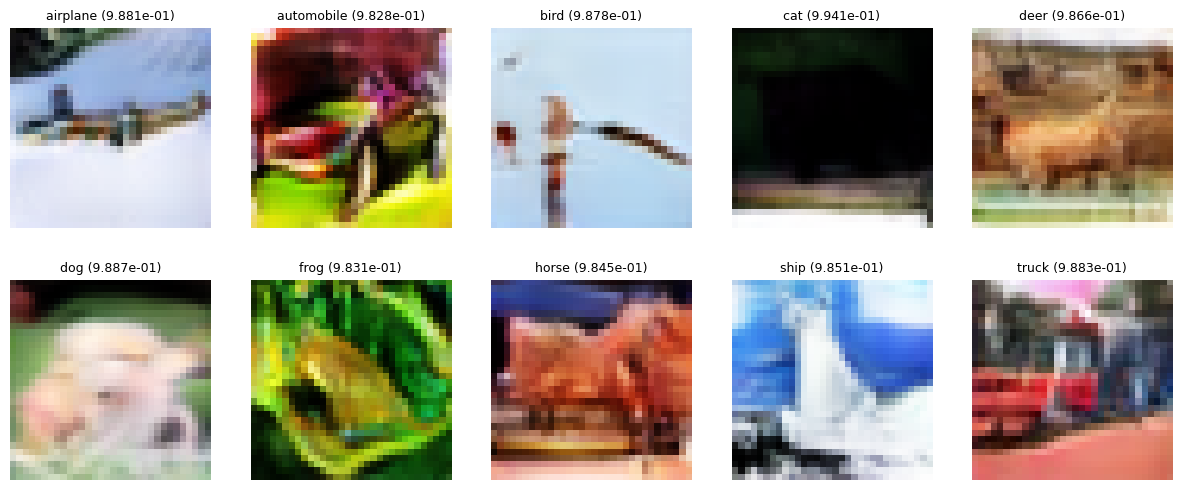 airplane (9.881e-01)
automobile (9.828e-01)
bird (9.878e-01)
cat (9.941e-01)
deer (9.866e-01)
dog (9.887e-01)
frog (9.831e-01)
horse (9.845e-01)
ship (9.851e-01)
truck (9.883e-01)